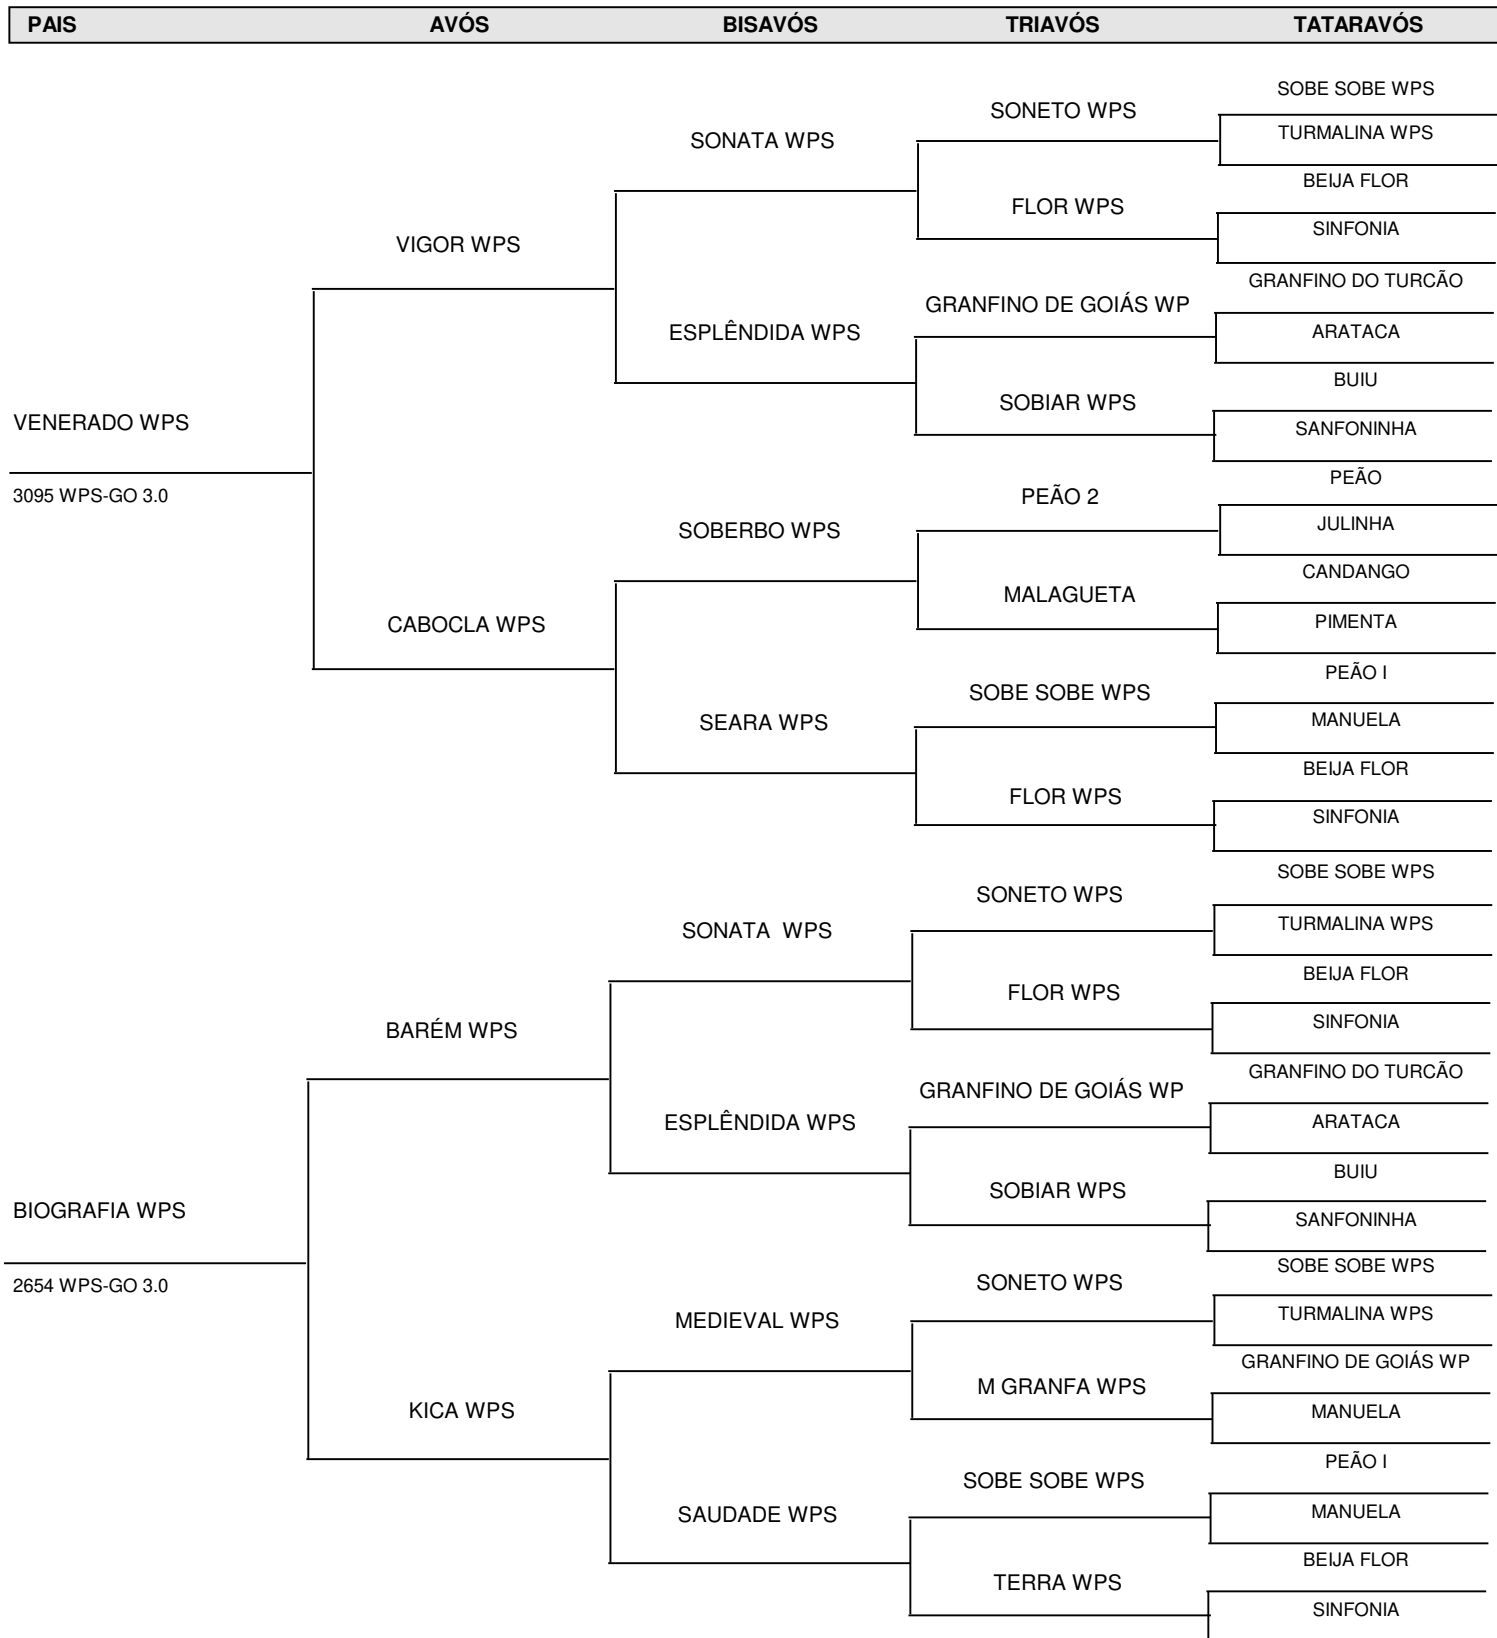 PAIS AVÓS BISAVÓS TRIAVÓS TATARAVÓS
SOBE SOBE WPS
SONETO WPS
TURMALINA WPS
SONATA WPS
BEIJA FLOR
FLOR WPS
SINFONIA
VIGOR WPS
GRANFINO DO TURCÃO
GRANFINO DE GOIÁS WP
ARATACA
ESPLÊNDIDA WPS
BUIU
SOBIAR WPS
SANFONINHA
VENERADO WPS
3095 WPS-GO 3.0
PEÃO
PEÃO 2
JULINHA
SOBERBO WPS
CANDANGO
MALAGUETA
PIMENTA
CABOCLA WPS
PEÃO I
SOBE SOBE WPS
MANUELA
SEARA WPS
BEIJA FLOR
FLOR WPS
SINFONIA
SOBE SOBE WPS
SONETO WPS
TURMALINA WPS
SONATA  WPS
BEIJA FLOR
FLOR WPS
SINFONIA
BARÉM WPS
GRANFINO DO TURCÃO
GRANFINO DE GOIÁS WP
ARATACA
ESPLÊNDIDA WPS
BUIU
SOBIAR WPS
SANFONINHA
BIOGRAFIA WPS
2654 WPS-GO 3.0
SOBE SOBE WPS
SONETO WPS
TURMALINA WPS
MEDIEVAL WPS
GRANFINO DE GOIÁS WP
M GRANFA WPS
MANUELA
KICA WPS
PEÃO I
SOBE SOBE WPS
MANUELA
SAUDADE WPS
BEIJA FLOR
TERRA WPS
SINFONIA